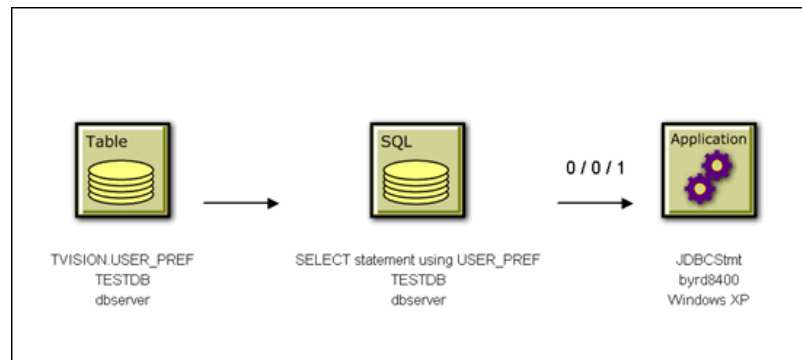 Table
SQL
0 / 0 / 1
Application
TVISION.USER_PREF
TESTDB
dbserver
SELECT statement using USER_PREF
TESTDB
dbserver
JDBCStmt
byrd8400
Windows XP